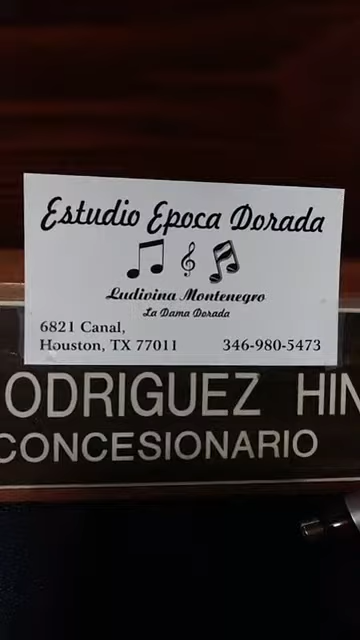 Estudio Epoca Dorada
Ludivina Montenegro
La Dama Dorada
6821 Canal,
Houston, TX 77011 346-980-5473
ODRIGUEZ HIN
CONCESIONARIO